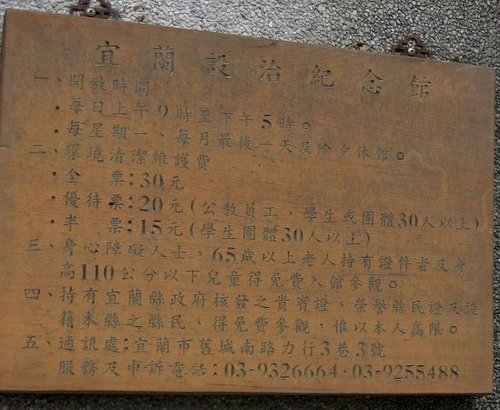 宜蘭設治紀念館
一、開放時間
•每日上午9時至下午5時。
•每星期一、每月最後一天及除夕休館。
二、環境清潔維護費
•全　　票:30元
•優待票:20元(公教員工、學生或團體30人以上)
•半　　票:15元(學生團體30人以上)
三、身心障礙人士、65歲以上老人持有證件者及身
高110公分以下兒童得免費入館參觀。
四、持有宜蘭縣政府核發之貴賓證、榮譽縣民證及設
籍本縣之縣民、得免費參觀，惟以本人為限。
五、通訊處:宜蘭市舊城南路力行3巷3號
服務及申訴電話:03-9326664•03-9255488